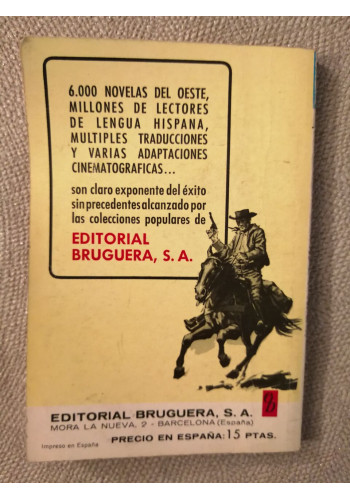 6.000 NOVELAS DEL OESTE,
MILLONES DE LECTORES
DE LENGUA HISPANA,
MULTIPLES TRADUCCIONES
Y VARIAS ADAPTACIONES
CINEMATOGRAFICAS...
son claro exponente del éxito
sin precedentes alcanzado por
las colecciones populares de
EDITORIAL
BRUGUERA, S. A.
EDITORIAL BRUGUERA, S. A.
MORA LA NUEVA, 2 - BARCELONA (España)
Impreso en España
PRECIO EN ESPAÑA: 15 PTAS.